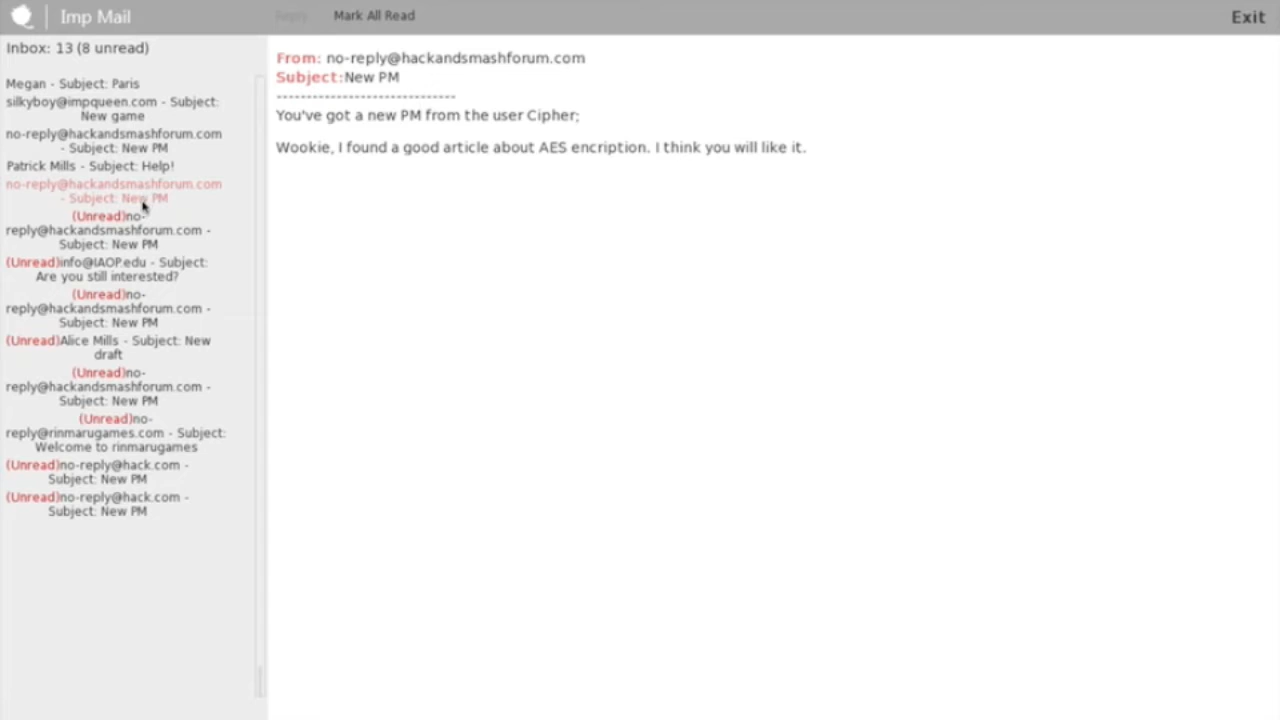 Imp Mail
Reply
Mark All Read
Exit
Inbox: 13 (8 unread)
Megan - Subject: Paris
silkyboy@impqueen.com - Subject:
New game
no-reply@hackandsmashforum.com
- Subject: New PM
Patrick Mills - Subject: Help!
no-reply@hackandsmashforum.com
- Subject: New PM
(Unread)no-
reply@hackandsmashforum.com -
Subject: New PM
(Unread)info@IAOP.edu - Subject:
Are you still interested?
(Unread)no-
reply@hackandsmashforum.com -
Subject: New PM
(Unread)Alice Mills - Subject: New
draft
(Unread)no-
reply@hackandsmashforum.com -
Subject: New PM
(Unread)no-
reply@rinmarugames.com - Subject:
Welcome to rinmarugames
(Unread)no-reply@hack.com -
Subject: New PM
(Unread)no-reply@hack.com -
Subject: New PM
From: no-reply@hackandsmashforum.com
Subject:New PM
------------------------------
You've got a new PM from the user Cipher;
Wookie, I found a good article about AES encription. I think you will like it.